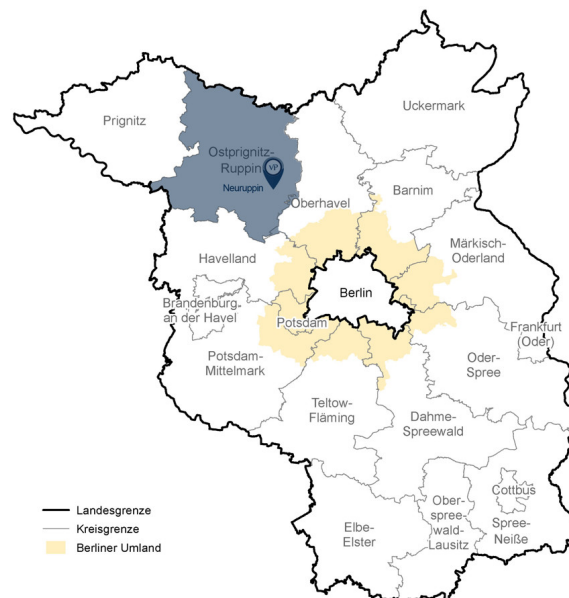 Uckermark
Prignitz
Ostprignitz-
Ruppin
VP
Neuruppin
Barnim
Oberhavel
Märkisch-
Oderland
Havelland
Berlin
Brandenburg
an der Havel
Potsdam
Frankfurt
(Oder)
Potsdam-
Mittelmark
Oder-
Spree
Teltow-
Fläming
Dahme-
Spreewald
Cottbus
Ober-
spree-
wald-
Lausitz
Elbe-
Elster
Spree-
Neiße
Landesgrenze
Kreisgrenze
Berliner Umland